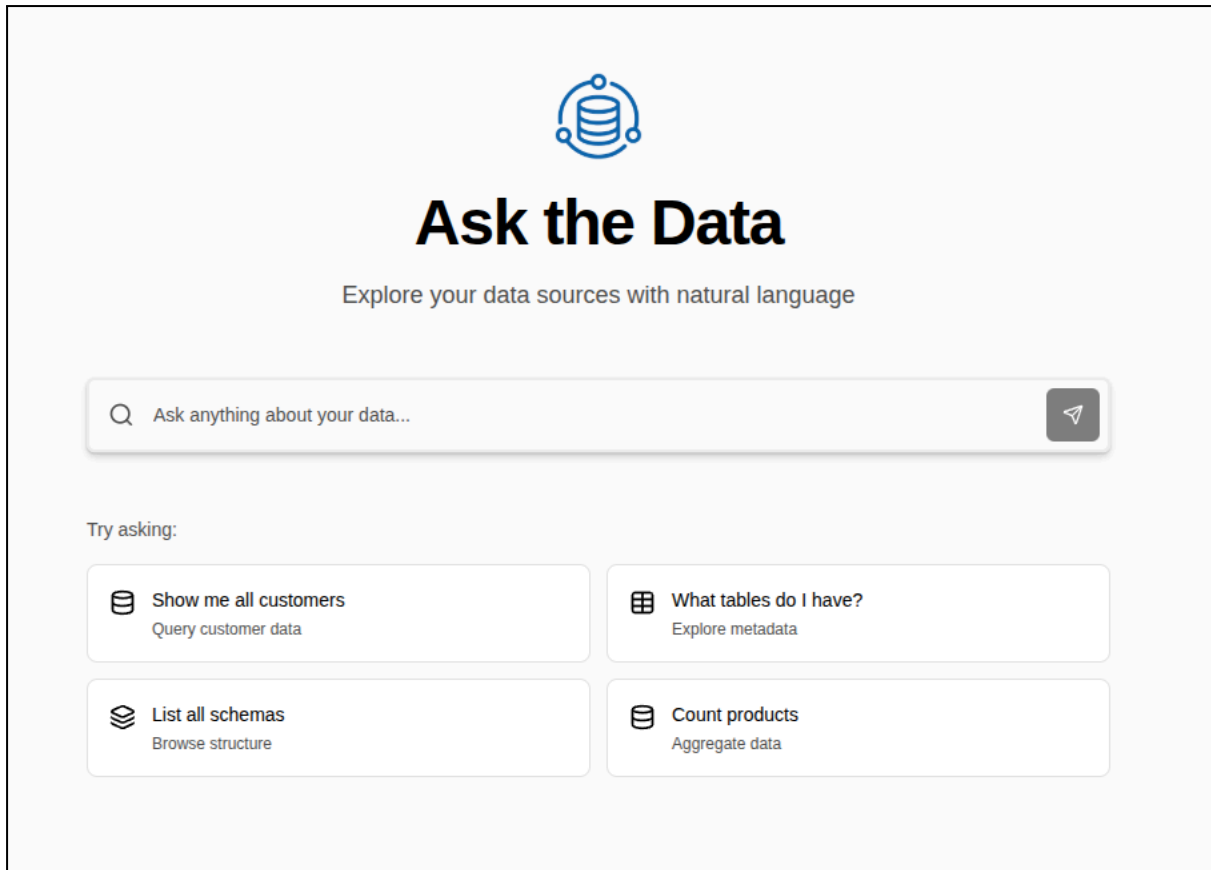 Ask the Data
Explore your data sources with natural language
Ask anything about your data...
Try asking:
Show me all customers
Query customer data
What tables do I have?
Explore metadata
List all schemas
Browse structure
Count products
Aggregate data